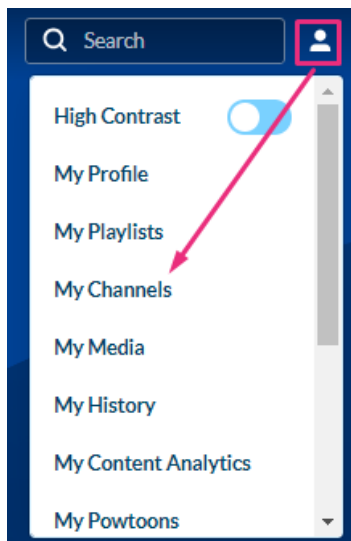 Search
High Contrast
My Profile
My Playlists
My Channels
My Media
My History
My Content Analytics
My Powtoons